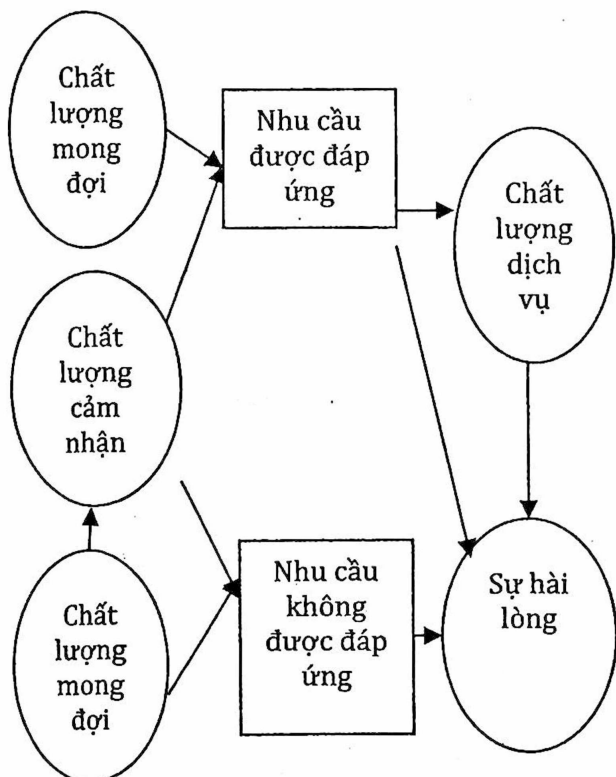 Chất
lượng
mong
đợi
Nhu cầu
được đáp
ứng
Chất
lượng
dịch
vụ
Chất
lượng
cảm
nhận
Nhu cầu
không
được đáp
ứng
Sự hài
lòng
Chất
lượng
mong
đợi